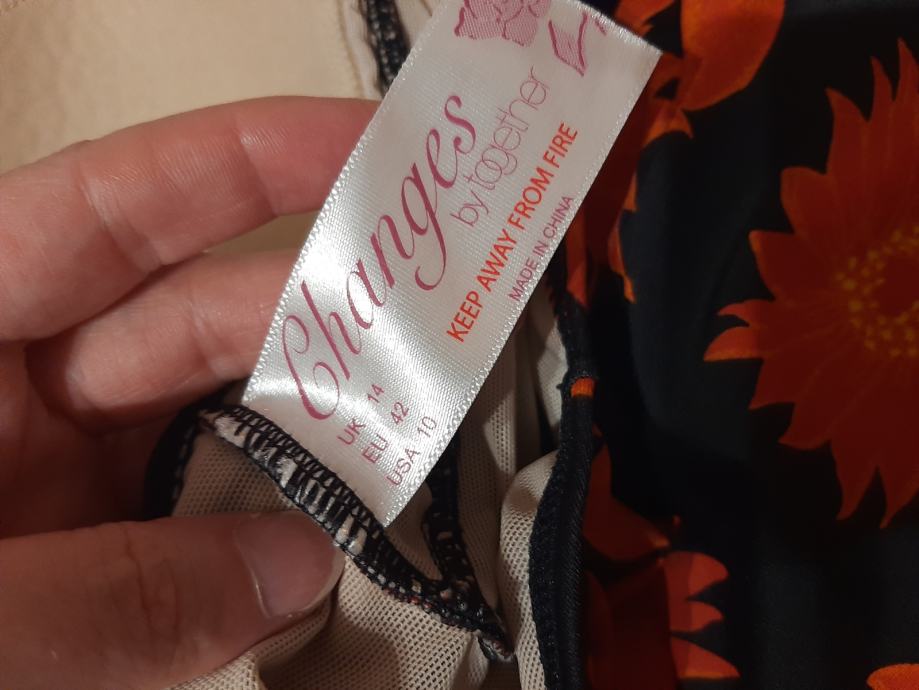 Changes
by together
KEEP AWAY FROM FIRE
MADE IN CHINA
UK 14
EU 42
USA 10